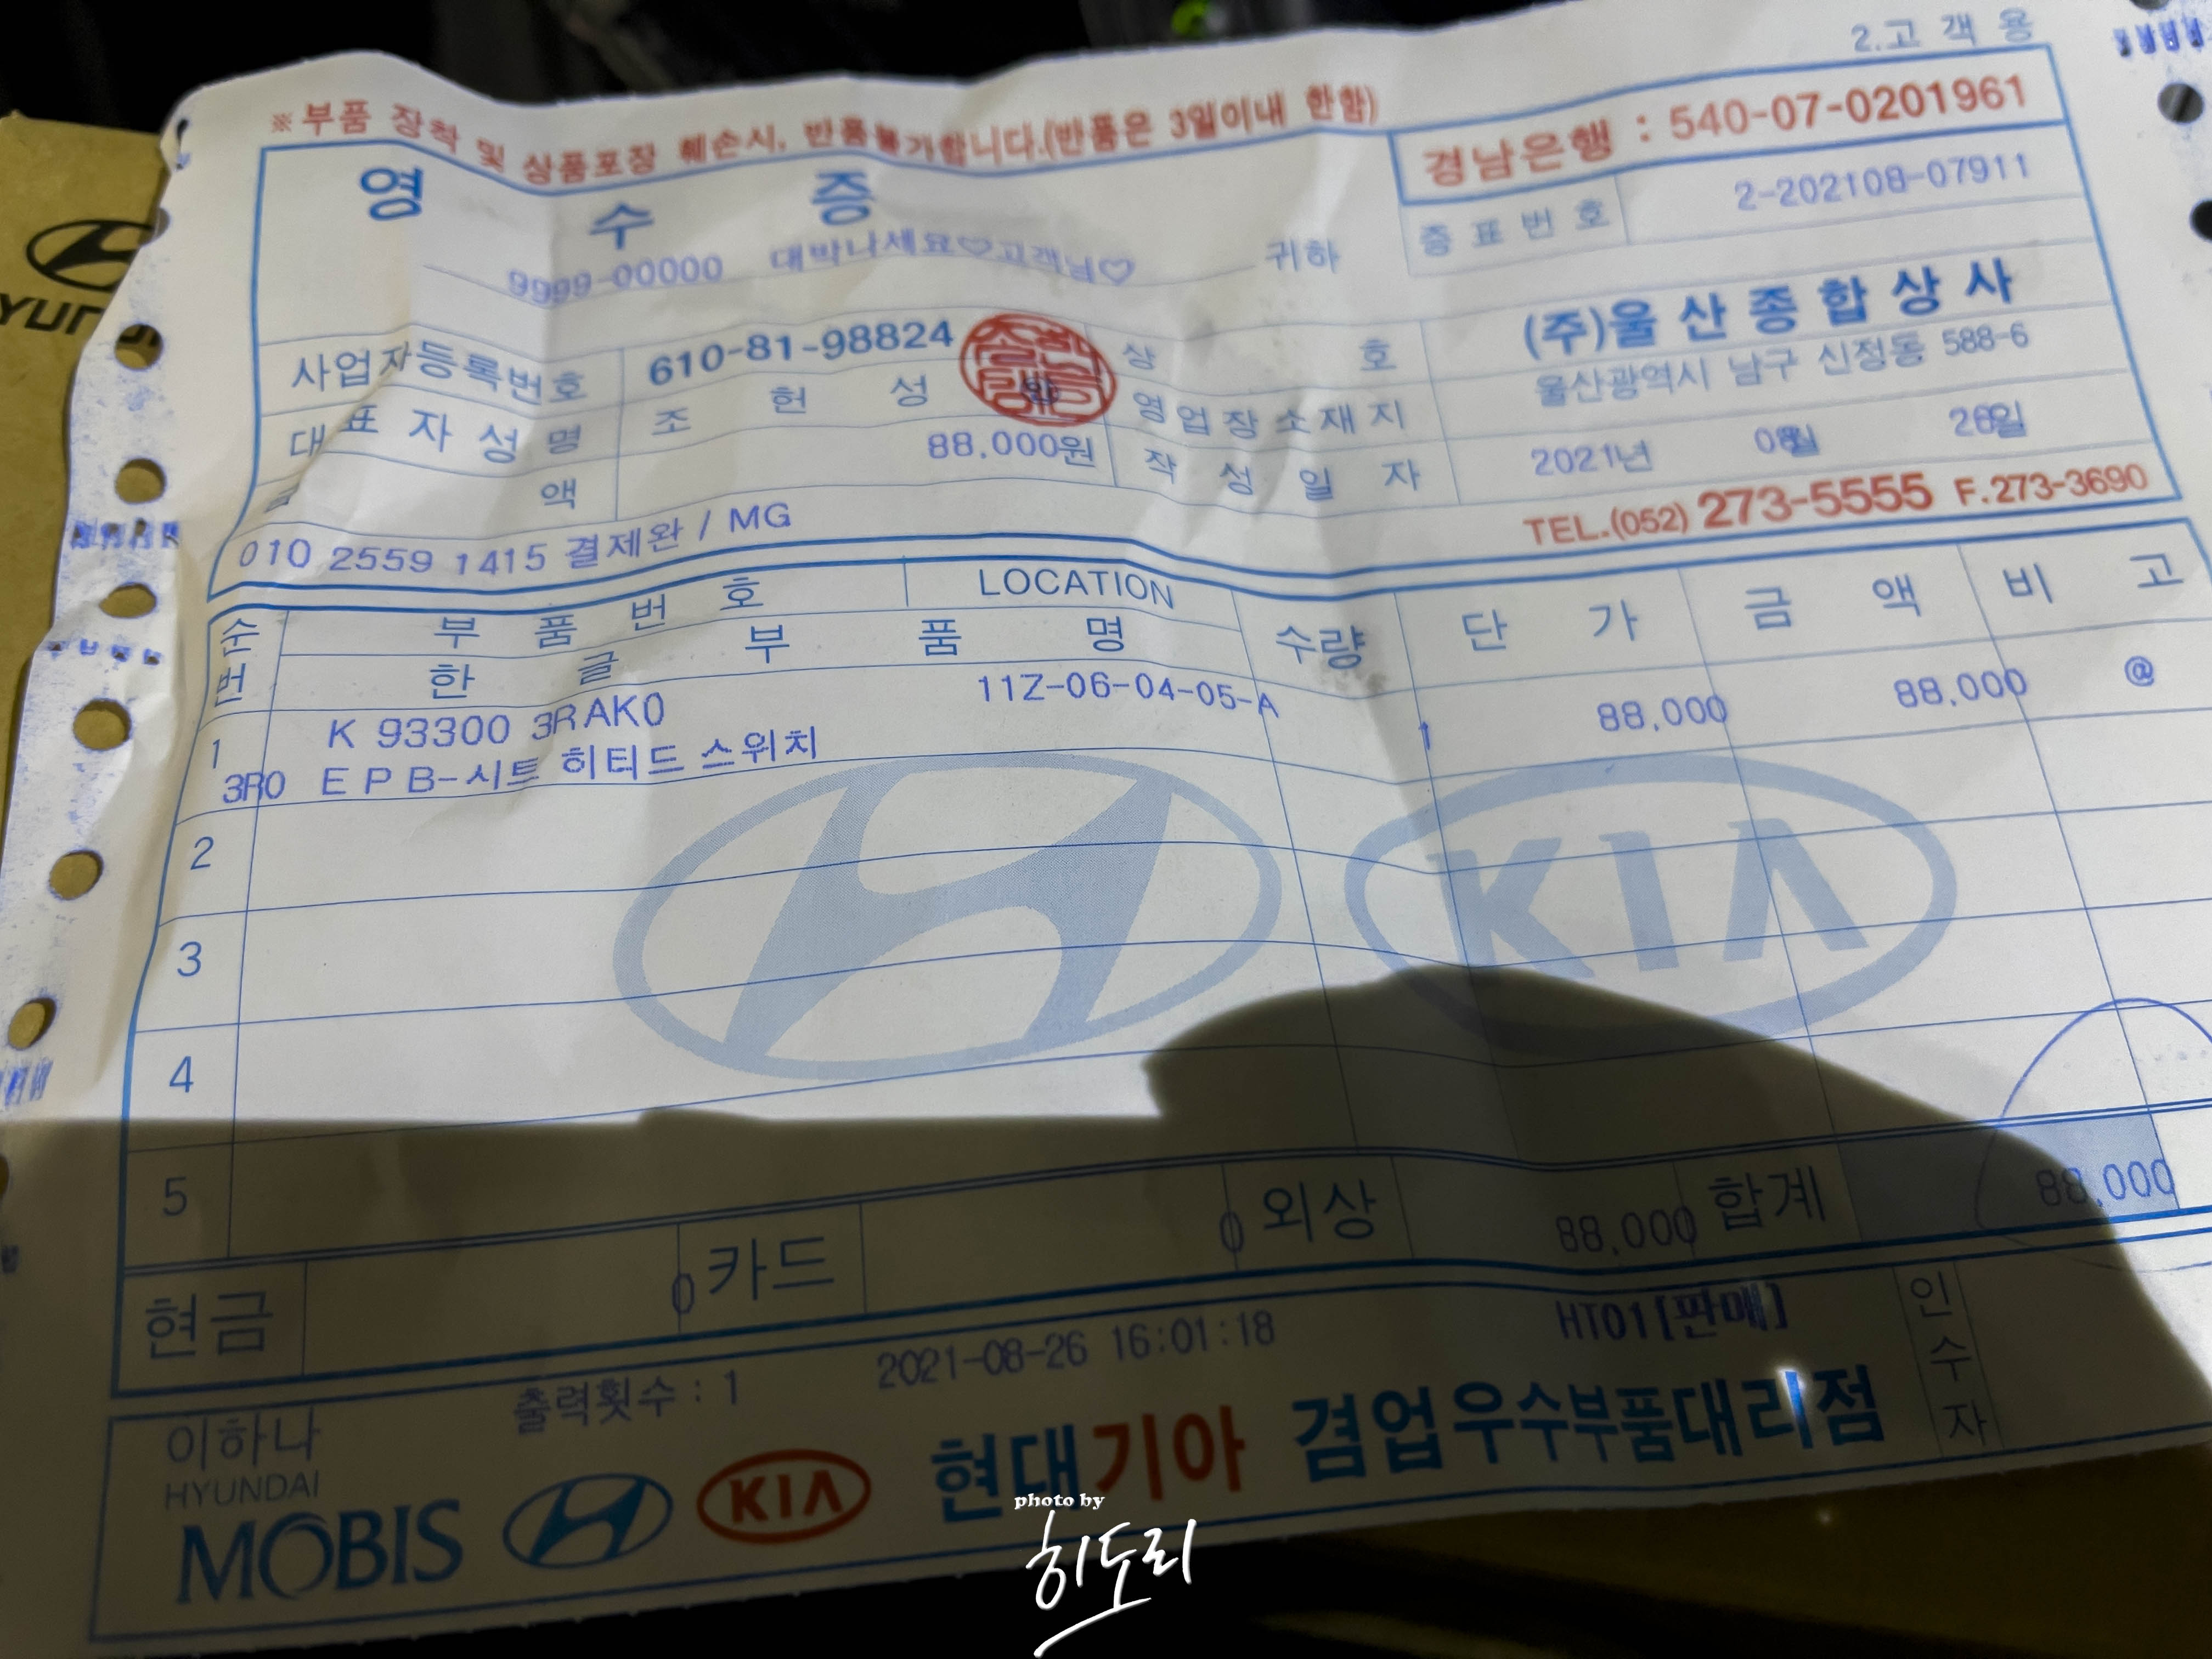 2.고 객 용
※부품 장착 및 상품포장 훼손시, 반품불가합니다.(반품은 3일이내 한함)
경남은행 : 540-07-0201961
영 수 증
증 표 번 호 2-202108-07911
9999-00000 대박나세요♡고객님♡ 귀하
사업자등록번호 610-81-98824 상 호 (주)울산종합상사
대 표 자 성 명 조 헌 성 영업장소재지 울산광역시 남구 신정동 588-6
액 88,000원 작 성 일 자 2021년 08월 26일
010 2559 1415 결제완 / MG
TEL.(052) 273-5555 F.273-3690
순번 부 품 번 호 LOCATION 수량 단 가 금 액 비 고
한 글 부 품 명
1 K 93300 3RAK0 11Z-06-04-05-A 1 88,000 88,000 @
3R0 E P B-시트 히티드 스위치
2
KIA
3
4
5
현금 0 카드 0 외상 88,000 합계 88,000
출력횟수 : 1 2021-08-26 16:01:18 HT01[판매] 인수자
이하나
HYUNDAI
MOBIS KIA 현대기아 겸업우수부품대리점
photo by
히도리